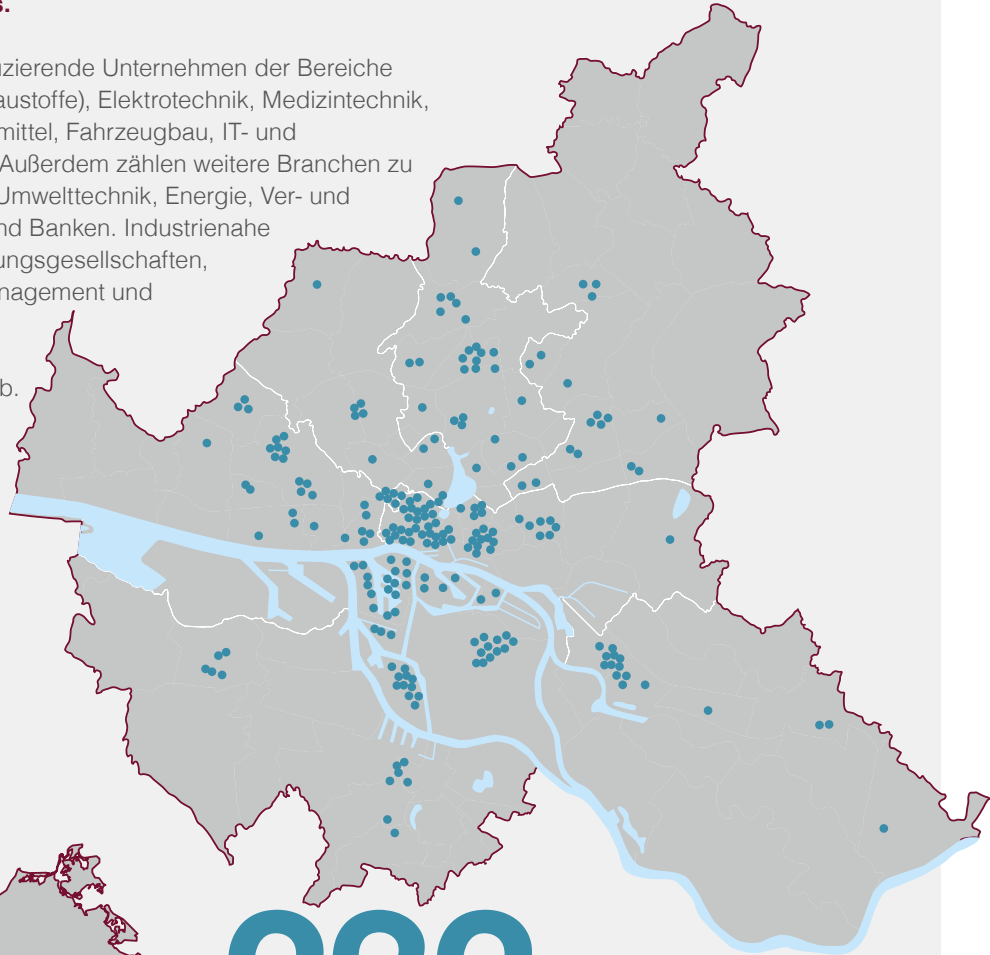 s.
zierende Unternehmen der Bereiche
austoffe), Elektrotechnik, Medizintechnik,
mittel, Fahrzeugbau, IT- und
Außerdem zählen weitere Branchen zu
Umwelttechnik, Energie, Ver- und
nd Banken. Industrienahe
ungsgesellschaften,
nagement und
b.